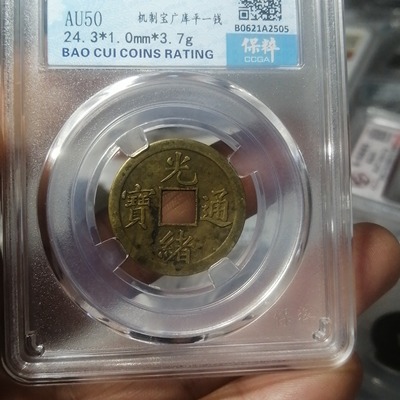 AU50
机制宝广库平一钱
B0621A2505
24.3*1.0mm*3.7g
保粹
BAO CUI COINS RATING
光
寶 通
緒